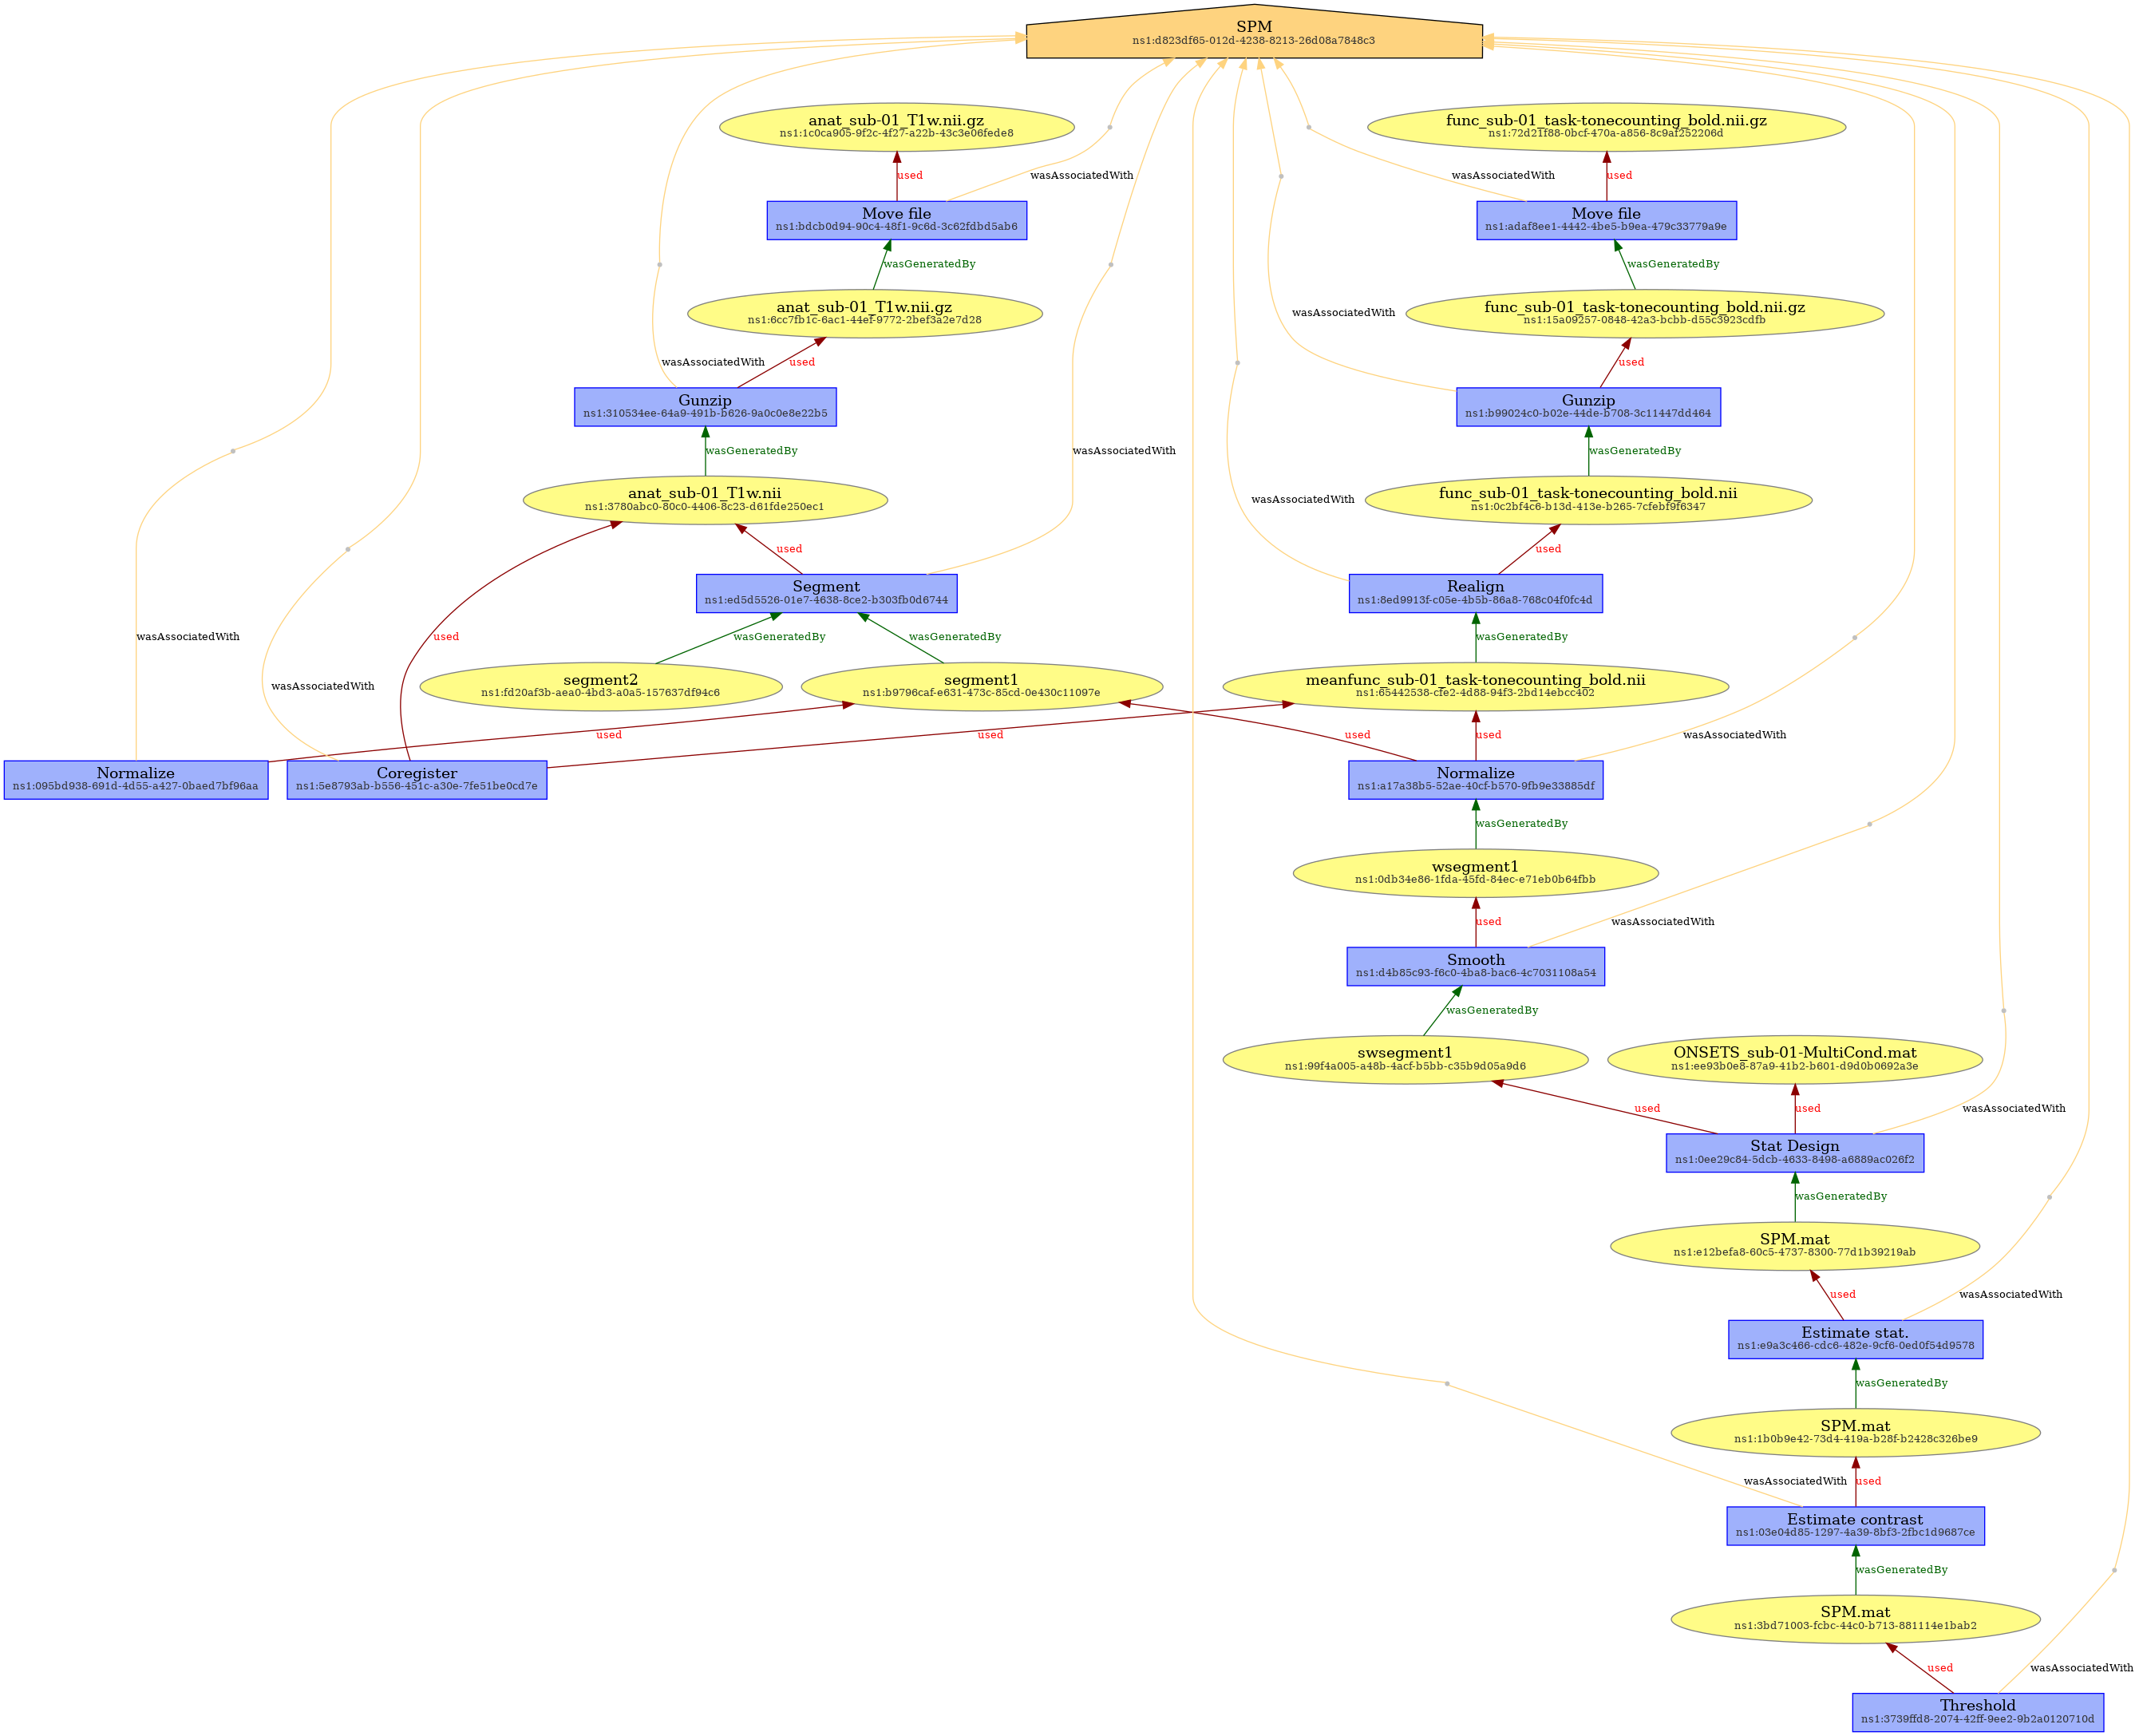 SPM
ns1:d823df65-012d-4238-8213-26d08a7848c3
anat_sub-01_T1w.nii.gz
ns1:1c0ca905-9f2c-4f27-a22b-43c3e06fede8
func_sub-01_task-tonecounting_bold.nii.gz
ns1:72d21f88-0bcf-470a-a856-8c9af252206d
used
wasAssociatedWith
wasAssociatedWith
used
Move file
ns1:bdcb0d94-90c4-48f1-9c6d-3c62fdbd5ab6
Move file
ns1:adaf8ee1-4442-4be5-b9ea-479c33779a9e
wasGeneratedBy
wasGeneratedBy
anat_sub-01_T1w.nii.gz
ns1:6cc7fb1c-6ac1-44ef-9772-2bef3a2e7d28
wasAssociatedWith
func_sub-01_task-tonecounting_bold.nii.gz
ns1:15a09257-0848-42a3-bcbb-d55c3923cdfb
wasAssociatedWith
used
used
Gunzip
ns1:310534ee-64a9-491b-b626-9a0c0e8e22b5
Gunzip
ns1:b99024c0-b02e-44de-b708-3c11447dd464
wasGeneratedBy
wasAssociatedWith
wasGeneratedBy
anat_sub-01_T1w.nii
ns1:3780abc0-80c0-4406-8c23-d61fde250ec1
wasAssociatedWith
func_sub-01_task-tonecounting_bold.nii
ns1:0c2bf4c6-b13d-413e-b265-7cfebf9f6347
used
used
Segment
ns1:ed5d5526-01e7-4638-8ce2-b303fb0d6744
Realign
ns1:8ed9913f-c05e-4b5b-86a8-768c04f0fc4d
wasAssociatedWith
used
wasGeneratedBy
wasGeneratedBy
wasGeneratedBy
wasAssociatedWith
segment2
ns1:fd20af3b-aea0-4bd3-a0a5-157637df94c6
segment1
ns1:b9796caf-e631-473c-85cd-0e430c11097e
meanfunc_sub-01_task-tonecounting_bold.nii
ns1:65442538-cfe2-4d88-94f3-2bd14ebcc402
used
used
used
used
wasAssociatedWith
Normalize
ns1:095bd938-691d-4d55-a427-0baed7bf96aa
Coregister
ns1:5e8793ab-b556-451c-a30e-7fe51be0cd7e
Normalize
ns1:a17a38b5-52ae-40cf-b570-9fb9e33885df
wasGeneratedBy
wsegment1
ns1:0db34e86-1fda-45fd-84ec-e71eb0b64fbb
used
wasAssociatedWith
Smooth
ns1:d4b85c93-f6c0-4ba8-bac6-4c7031108a54
wasGeneratedBy
swsegment1
ns1:99f4a005-a48b-4acf-b5bb-c35b9d05a9d6
ONSETS_sub-01-MultiCond.mat
ns1:ee93b0e8-87a9-41b2-b601-d9d0b0692a3e
used
used
wasAssociatedWith
Stat Design
ns1:0ee29c84-5dcb-4633-8498-a6889ac026f2
wasGeneratedBy
SPM.mat
ns1:e12befa8-60c5-4737-8300-77d1b39219ab
used
wasAssociatedWith
Estimate stat.
ns1:e9a3c466-cdc6-482e-9cf6-0ed0f54d9578
wasGeneratedBy
SPM.mat
ns1:1b0b9e42-73d4-419a-b28f-b2428c326be9
wasAssociatedWith
used
Estimate contrast
ns1:03e04d85-1297-4a39-8bf3-2fbc1d9687ce
wasGeneratedBy
SPM.mat
ns1:3bd71003-fcbc-44c0-b713-881114e1bab2
used
wasAssociatedWith
Threshold
ns1:3739ffd8-2074-42ff-9ee2-9b2a0120710d